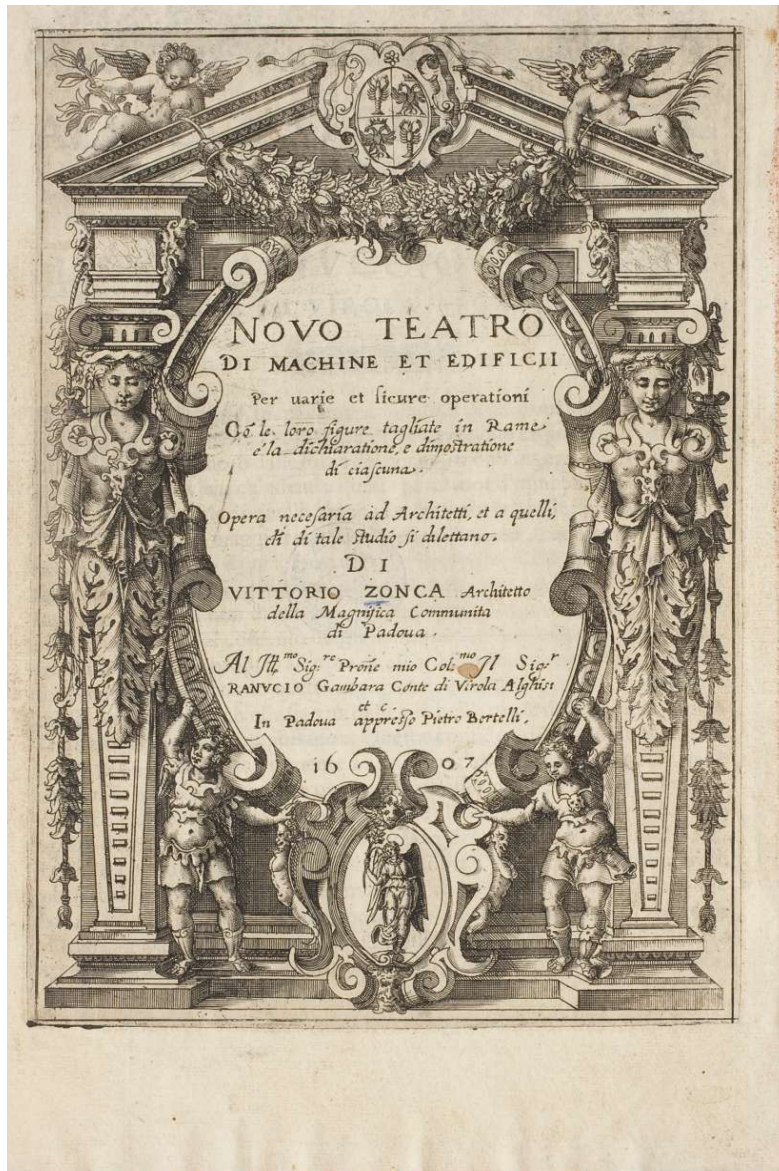 NOVO TEATRO
DI MACHINE ET EDIFICII
Per uarie et sicure operationi
Cō le loro figure tagliate in Rame
é la dichiaratione, e dimostratione
di ciascuna.
Opera necesaria ad Architetti, et a quelli,
ch̄ di tale studio si dilettano.
DI
VITTORIO ZONCA Architetto
della Magnifica Communita
di Padoua.
Al Ill.mo Sig.re Prone mio Col.mo Il Sig.r
RANVCIO Gambara Conte di Virola Alghisi
et c.
In Padoua appresso Pietro Bertelli.
1607